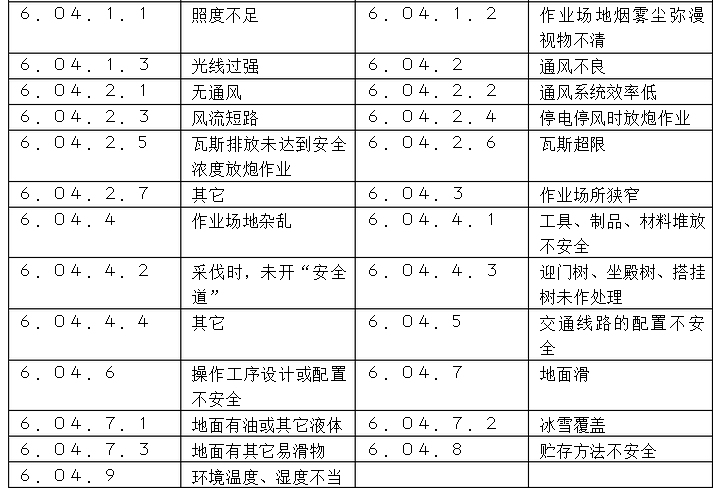 ６．０４．１．１ 照度不足 ６．０４．１．２ 作业场地烟雾尘弥漫
视物不清
６．０４．１．３ 光线过强 ６．０４．２ 通风不良
６．０４．２．１ 无通风 ６．０４．２．２ 通风系统效率低
６．０４．２．３ 风流短路 ６．０４．２．４ 停电停风时放炮作业
６．０４．２．５ 瓦斯排放未达到安全 ６．０４．２．６ 瓦斯超限
浓度放炮作业
６．０４．２．７ 其它 ６．０４．３ 作业场所狭窄
６．０４．４ 作业场地杂乱 ６．０４．４．１ 工具、制品、材料堆放
不安全
６．０４．４．２ 采伐时，未开“安全 ６．０４．４．３ 迎门树、坐殿树、搭挂
道” 树未作处理
６．０４．４．４ 其它 ６．０４．５ 交通线路的配置不安
全
６．０４．６ 操作工序设计或配置 ６．０４．７ 地面滑
不安全
６．０４．７．１ 地面有油或其它液体 ６．０４．７．２ 冰雪覆盖
６．０４．７．３ 地面有其它易滑物 ６．０４．８ 贮存方法不安全
６．０４．９ 环境温度、湿度不当